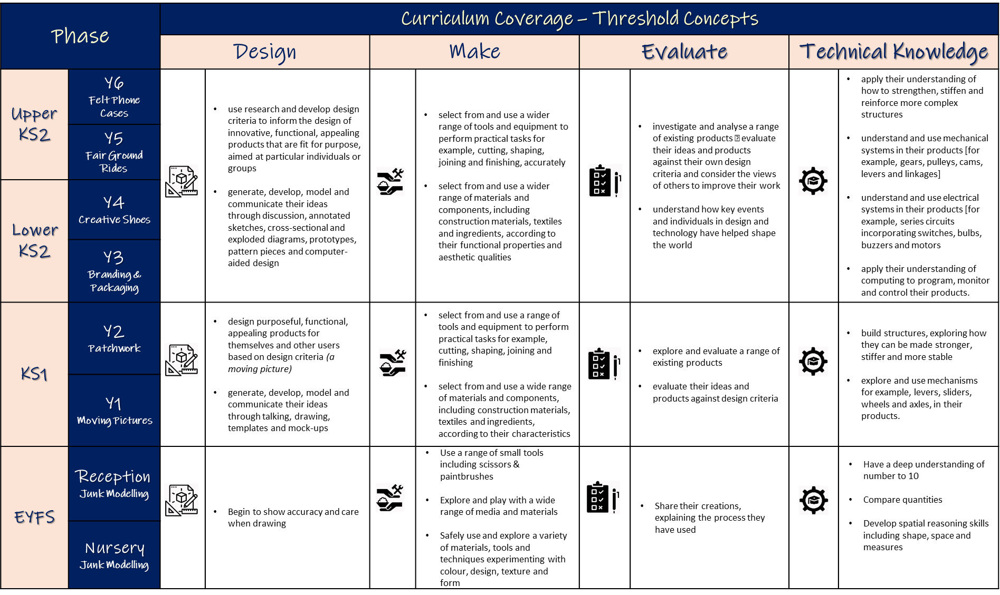 Phase
Curriculum Coverage – Threshold Concepts
Design
Make
Evaluate
Technical Knowledge
Upper
KS2
Y6
Felt Phone
Cases
Y5
Fair Ground
Rides
Lower
KS2
Y4
Creative Shoes
Y3
Branding &
Packaging
• use research and develop design
criteria to inform the design of
innovative, functional, appealing
products that are fit for purpose,
aimed at particular individuals or
groups
• generate, develop, model and
communicate their ideas
through discussion, annotated
sketches, cross-sectional and
exploded diagrams, prototypes,
pattern pieces and computer-
aided design
• select from and use a wider
range of tools and equipment to
perform practical tasks for
example, cutting, shaping,
joining and finishing, accurately
• select from and use a wider
range of materials and
components, including
construction materials, textiles
and ingredients, according to
their functional properties and
aesthetic qualities
• investigate and analyse a range
of existing products ⍰ evaluate
their ideas and products
against their own design
criteria and consider the views
of others to improve their work
• understand how key events
and individuals in design and
technology have helped shape
the world
• apply their understanding of
how to strengthen, stiffen and
reinforce more complex
structures
• understand and use mechanical
systems in their products [for
example, gears, pulleys, cams,
levers and linkages]
• understand and use electrical
systems in their products [for
example, series circuits
incorporating switches, bulbs,
buzzers and motors
• apply their understanding of
computing to program, monitor
and control their products.
KS1
Y2
Patchwork
Y1
Moving Pictures
• design purposeful, functional,
appealing products for
themselves and other users
based on design criteria (a
moving picture)
• generate, develop, model and
communicate their ideas
through talking, drawing,
templates and mock-ups
• select from and use a range of
tools and equipment to perform
practical tasks for example,
cutting, shaping, joining and
finishing
• select from and use a wide range
of materials and components,
including construction materials,
textiles and ingredients,
according to their characteristics
• explore and evaluate a range of
existing products
• evaluate their ideas and
products against design criteria
• build structures, exploring how
they can be made stronger,
stiffer and more stable
• explore and use mechanisms
for example, levers, sliders,
wheels and axles, in their
products.
EYFS
Reception
Junk Modelling
Nursery
Junk Modelling
• Begin to show accuracy and care
when drawing
• Use a range of small tools
including scissors &
paintbrushes
• Explore and play with a wide
range of media and materials
• Safely use and explore a variety
of materials, tools and
techniques experimenting with
colour, design, texture and
form
• Share their creations,
explaining the process they
have used
• Have a deep understanding of
number to 10
• Compare quantities
• Develop spatial reasoning skills
including shape, space and
measures